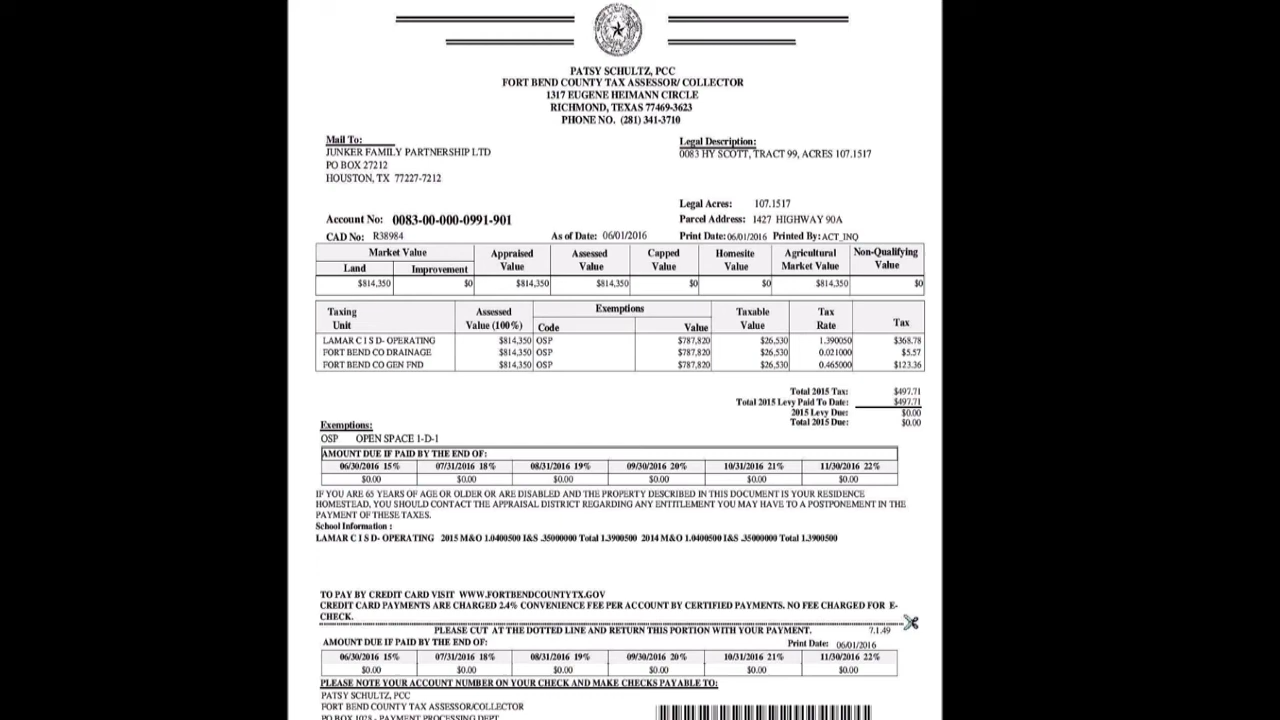 PATSY SCHULTZ, PCC
FORT BEND COUNTY TAX ASSESSOR/ COLLECTOR
1317 EUGENE HEIMANN CIRCLE
RICHMOND, TEXAS 77469-3623
PHONE NO. (281) 341-3710
Mail To:
JUNKER FAMILY PARTNERSHIP LTD
PO BOX 27212
HOUSTON, TX 77227-7212
Legal Description:
0083 HY SCOTT, TRACT 99, ACRES 107.1517
Legal Acres: 107.1517
Account No: 0083-00-000-0991-901 Parcel Address: 1427 HIGHWAY 90A
CAD No: R38984 As of Date: 06/01/2016 Print Date: 06/01/2016 Printed By: ACT_INQ
Market Value Appraised Value Assessed Value Capped Value Homesite Value Agricultural Market Value Non-Qualifying Value
Land Improvement
$814,350 $0 $814,350 $814,350 $0 $0 $814,350 $0
Taxing Unit Assessed Value (100%) Exemptions Taxable Value Tax Rate Tax
Code Value
LAMAR C I S D- OPERATING $814,350 OSP $787,820 $26,530 1.390050 $368.78
FORT BEND CO DRAINAGE $814,350 OSP $787,820 $26,530 0.021000 $5.57
FORT BEND CO GEN FND $814,350 OSP $787,820 $26,530 0.465000 $123.36
Total 2015 Tax: $497.71
Total 2015 Levy Paid To Date: $497.71
2015 Levy Due: $0.00
Total 2015 Due: $0.00
Exemptions:
OSP OPEN SPACE 1-D-1
AMOUNT DUE IF PAID BY THE END OF:
06/30/2016 15% 07/31/2016 18% 08/31/2016 19% 09/30/2016 20% 10/31/2016 21% 11/30/2016 22%
$0.00 $0.00 $0.00 $0.00 $0.00 $0.00
IF YOU ARE 65 YEARS OF AGE OR OLDER OR ARE DISABLED AND THE PROPERTY DESCRIBED IN THIS DOCUMENT IS YOUR RESIDENCE
HOMESTEAD, YOU SHOULD CONTACT THE APPRAISAL DISTRICT REGARDING ANY ENTITLEMENT YOU MAY HAVE TO A POSTPONEMENT IN THE
PAYMENT OF THESE TAXES.
School Information :
LAMAR C I S D- OPERATING 2015 M&O 1.0400500 I&S .35000000 Total 1.3900500 2014 M&O 1.0400500 I&S .35000000 Total 1.3900500
TO PAY BY CREDIT CARD VISIT WWW.FORTBENDCOUNTYTX.GOV
CREDIT CARD PAYMENTS ARE CHARGED 2.4% CONVENIENCE FEE PER ACCOUNT BY CERTIFIED PAYMENTS. NO FEE CHARGED FOR E-
CHECK.
PLEASE CUT AT THE DOTTED LINE AND RETURN THIS PORTION WITH YOUR PAYMENT. 7.1.49
AMOUNT DUE IF PAID BY THE END OF: Print Date: 06/01/2016
06/30/2016 15% 07/31/2016 18% 08/31/2016 19% 09/30/2016 20% 10/31/2016 21% 11/30/2016 22%
$0.00 $0.00 $0.00 $0.00 $0.00 $0.00
PLEASE NOTE YOUR ACCOUNT NUMBER ON YOUR CHECK AND MAKE CHECKS PAYABLE TO:
PATSY SCHULTZ, PCC
FORT BEND COUNTY TAX ASSESSOR/COLLECTOR
PO BOX 1028 - PAYMENT PROCESSING DEPT